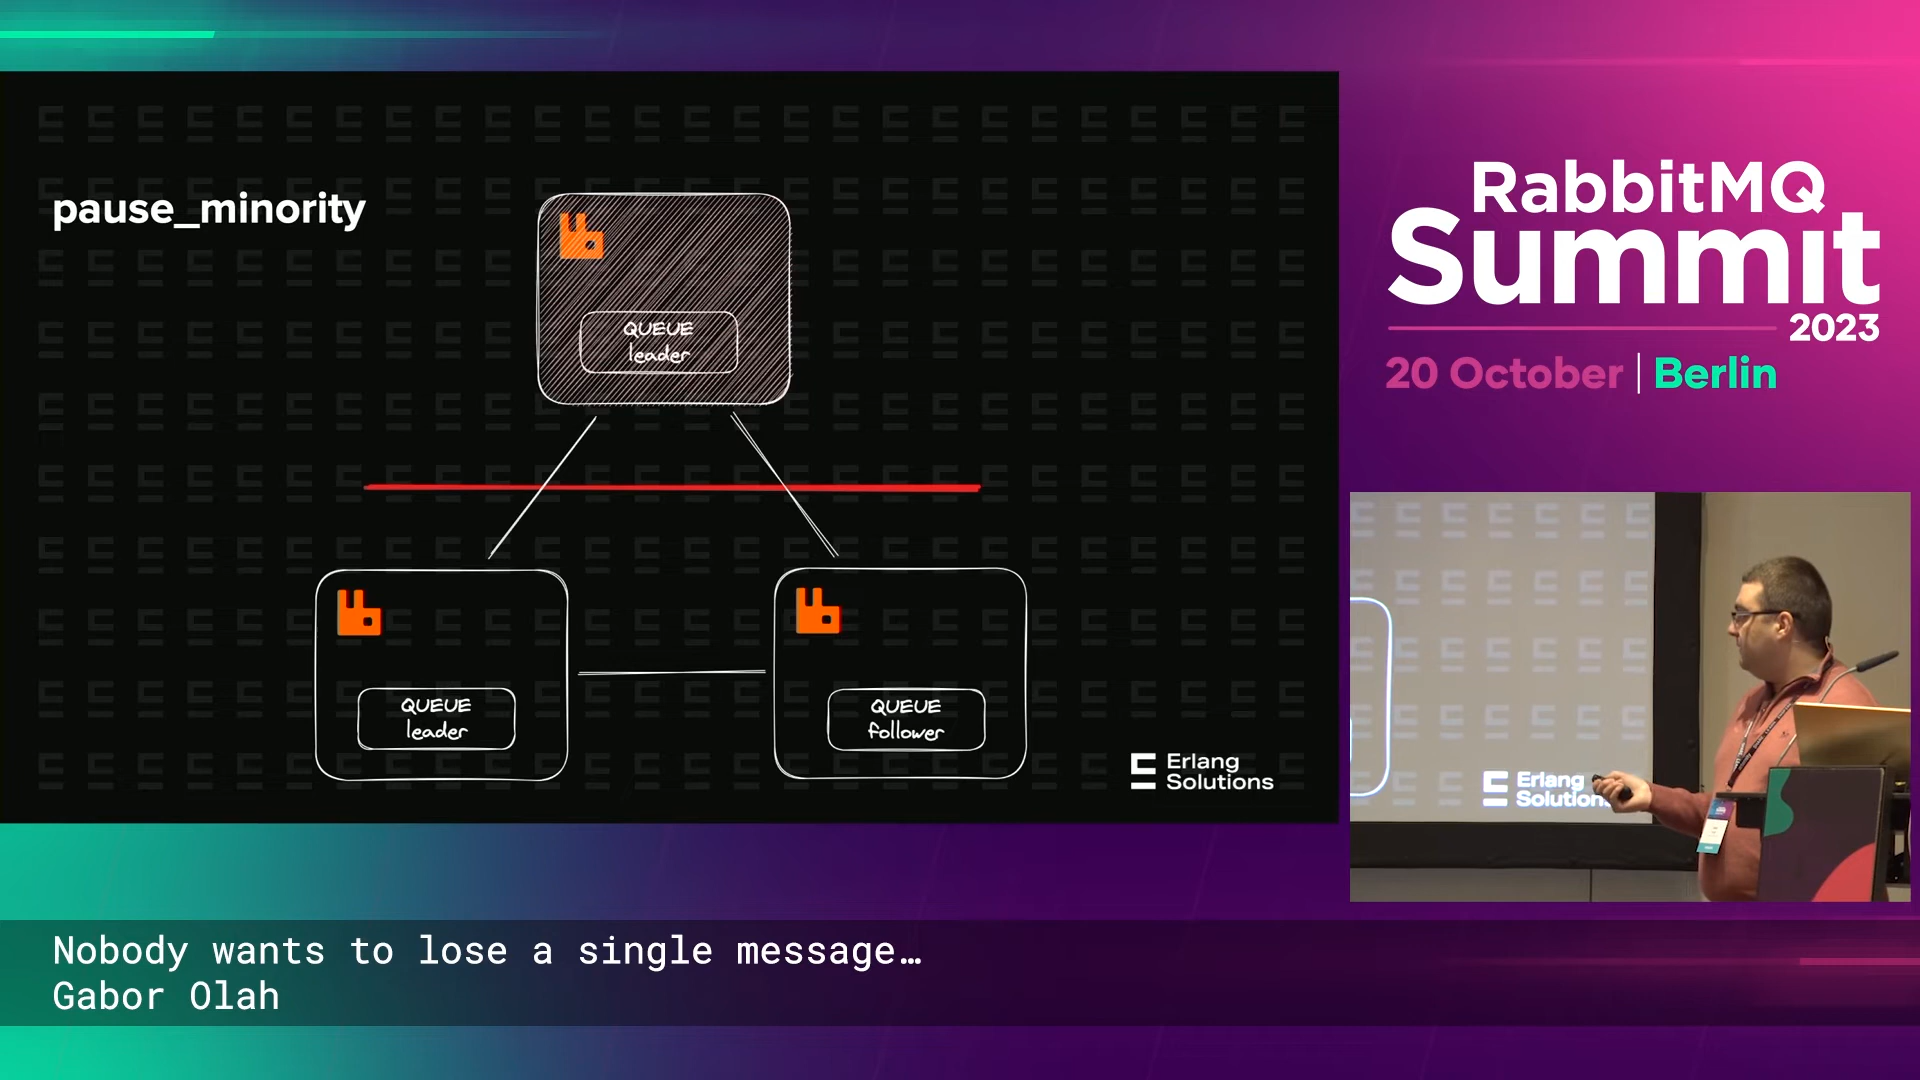 pause_minority
QUEUE
leader
QUEUE
leader
QUEUE
follower
Erlang
Solutions
RabbitMQ
Summit
2023
20 October | Berlin
Erlang
Solution
Nobody wants to lose a single message…
Gabor Olah